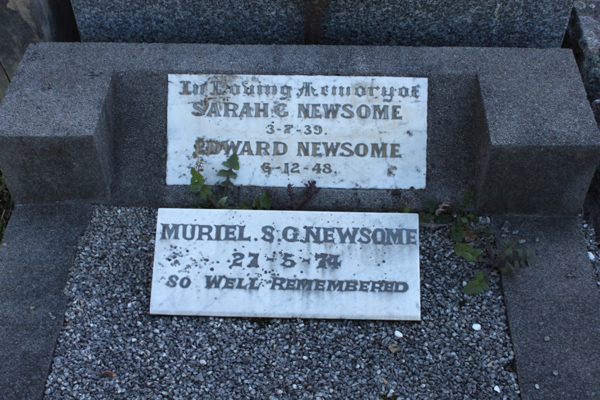 In Loving Memory of
SARAH C. NEWSOME
3-7-39.
EDWARD NEWSOME
6-12-48.
MURIEL. S. G. NEWSOME
27-5-74
SO WELL REMEMBERED